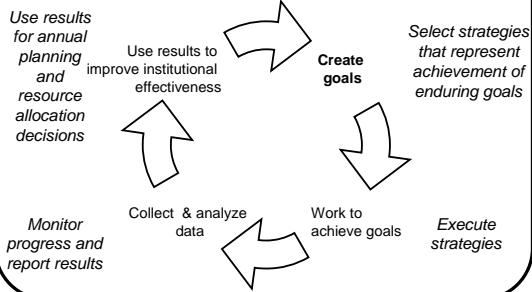 Use results
for annual
planning
and
resource
allocation
decisions
Use results to
improve institutional
effectiveness
Create
goals
Select strategies
that represent
achievement of
enduring goals
Monitor
progress and
report results
Collect & analyze
data
Work to
achieve goals
Execute
strategies